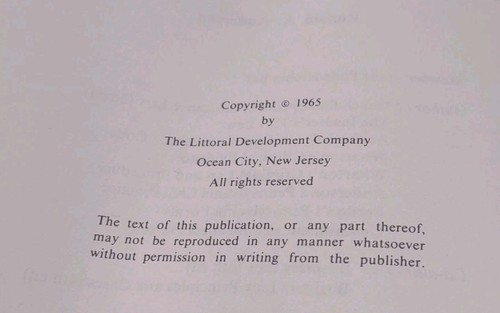 Copyright © 1965
by
The Littoral Development Company
Ocean City, New Jersey
All rights reserved
The text of this publication, or any part thereof,
may not be reproduced in any manner whatsoever
without permission in writing from the publisher.